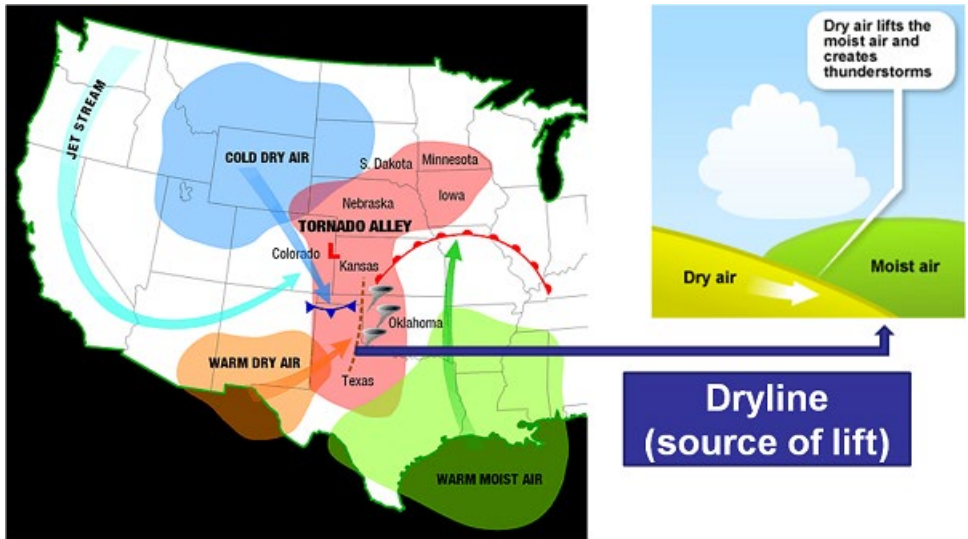 JET STREAM
COLD DRY AIR
S. Dakota
Minnesota
Nebraska
Iowa
TORNADO ALLEY
Colorado
L
Kansas
Oklahoma
WARM DRY AIR
Texas
WARM MOIST AIR
Dry air lifts the
moist air and
creates
thunderstorms
Dry air
Moist air
Dryline
(source of lift)